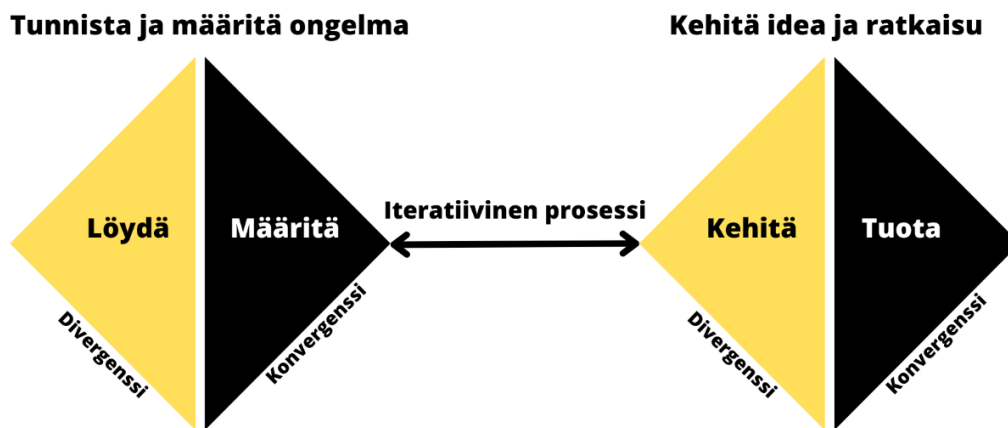 Tunnista ja määritä ongelma
Kehitä idea ja ratkaisu
Löydä
Määritä
Iteratiivinen prosessi
Kehitä
Tuota
Divergenssi
Konvergenssi
Divergenssi
Konvergenssi